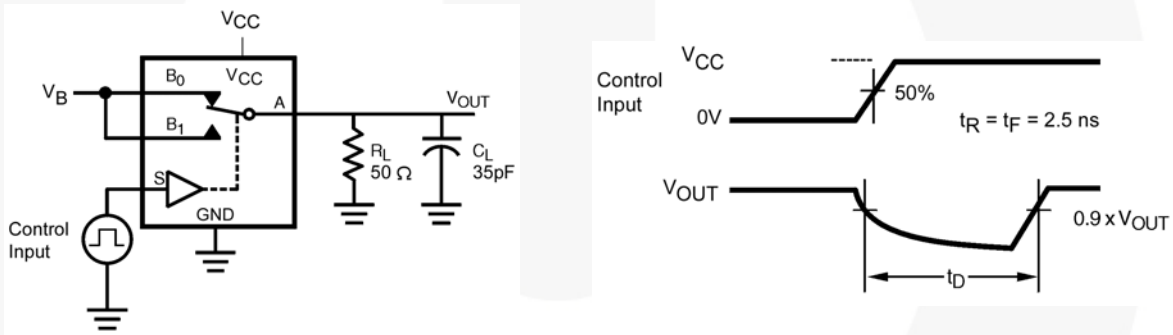 VCC
VCC
VB
B0
B1
A
VOUT
S
RL
50 Ω
CL
35pF
GND
Control
Input
Control
Input
VCC
0V
50%
tR = tF = 2.5 ns
VOUT
0.9 x VOUT
tD